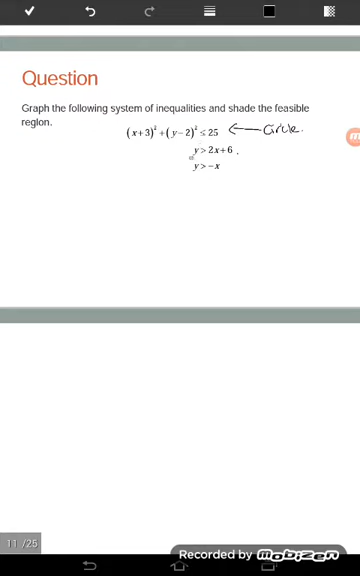 Question
Graph the following system of inequalities and shade the feasible
region.
(x+3)² + (y−2)² ≤ 25 ← Circle.
y > 2x + 6
y > −x
11 /25
Recorded by mobizen